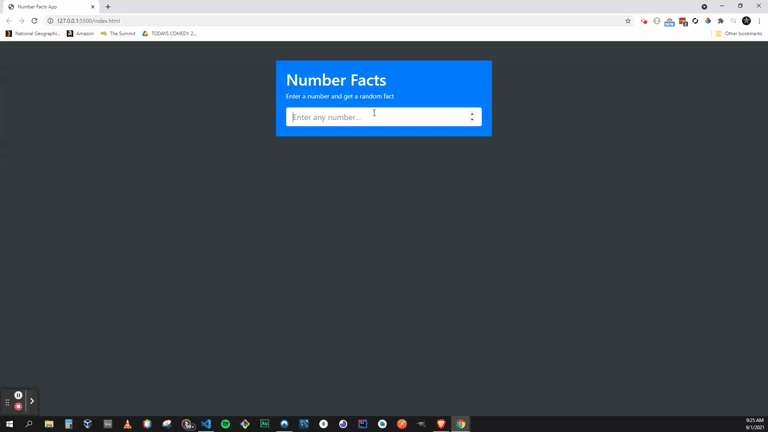 Number Facts App
127.0.0.1:5500/index.html
National Geographi...
Amazon
The Summit
TODAYS COMEDY 2...
Other bookmarks
Number Facts
Enter a number and get a random fact
Enter any number...
9:25 AM
9/1/2021